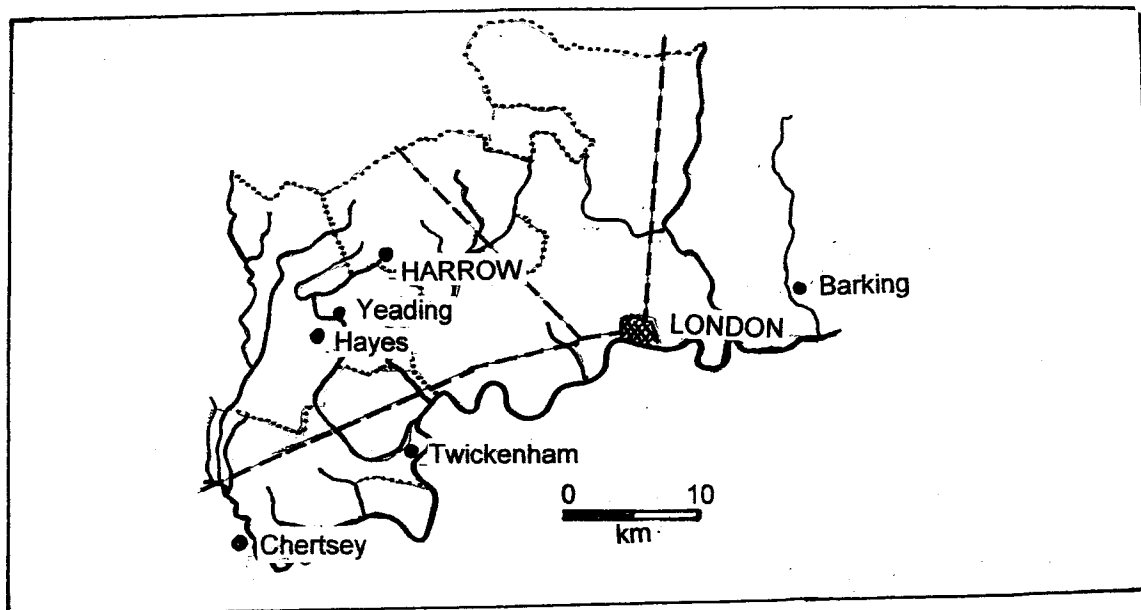 HARROW
Barking
Yeading
LONDON
Hayes
Twickenham
0 10
km
Chertsey